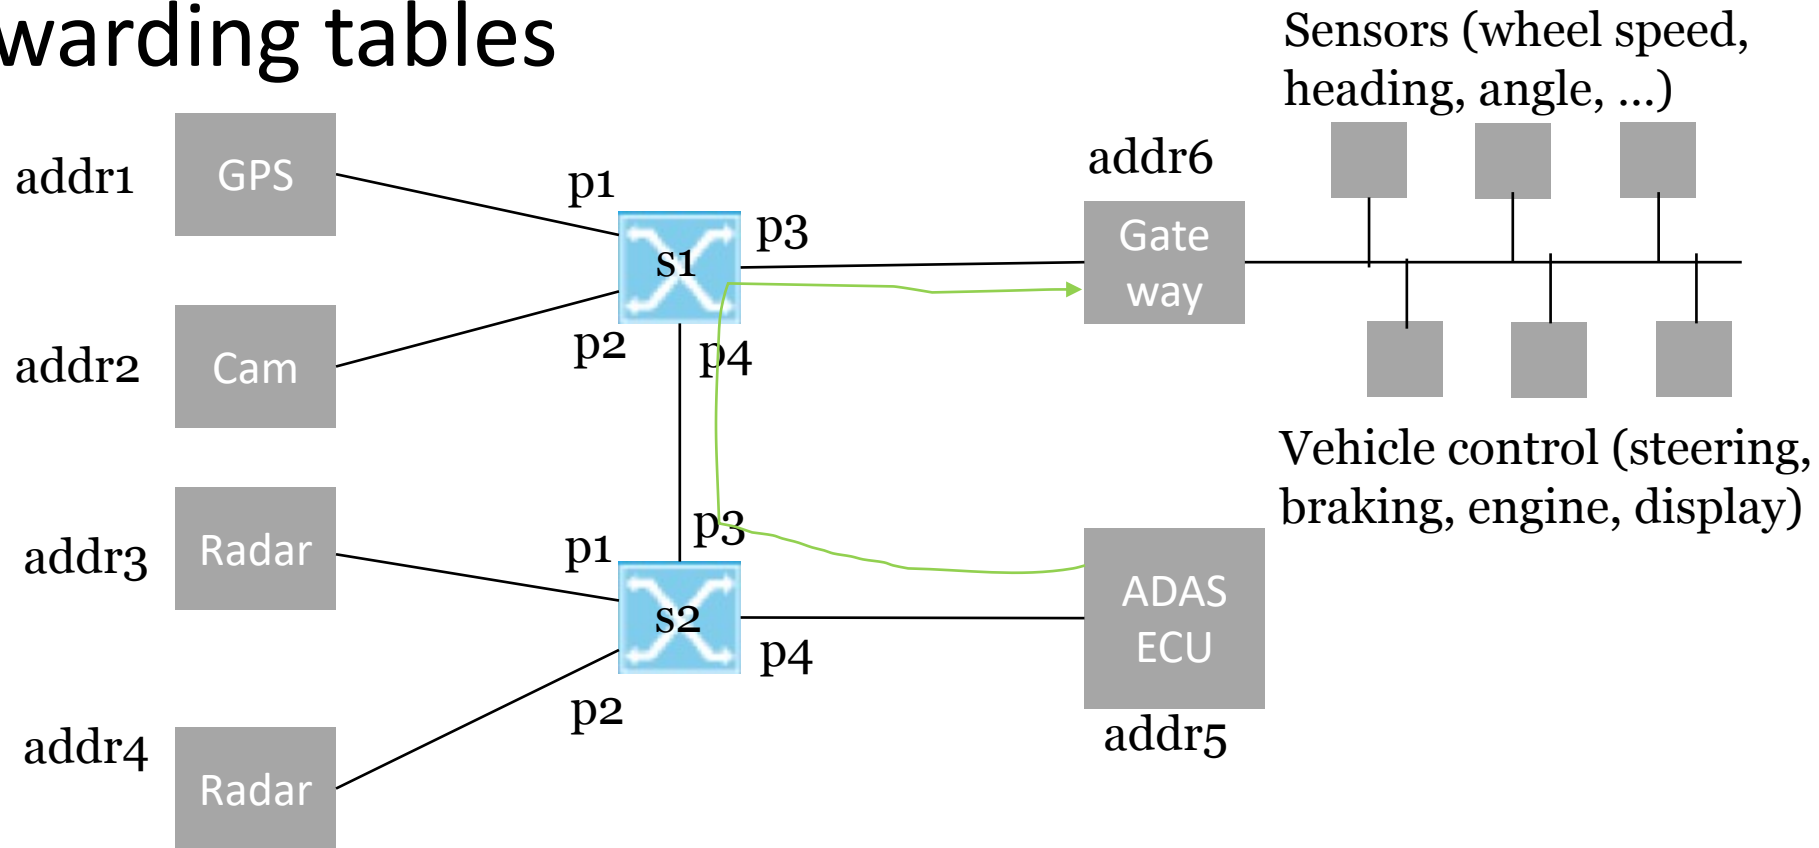 warding tables
Sensors (wheel speed,
heading, angle, ...)
addr1
GPS
p1
s1
p3
addr6
Gate
way
addr2
Cam
p2
p4
Vehicle control (steering,
braking, engine, display)
addr3
Radar
p1
p3
s2
p4
p2
ADAS
ECU
addr5
addr4
Radar